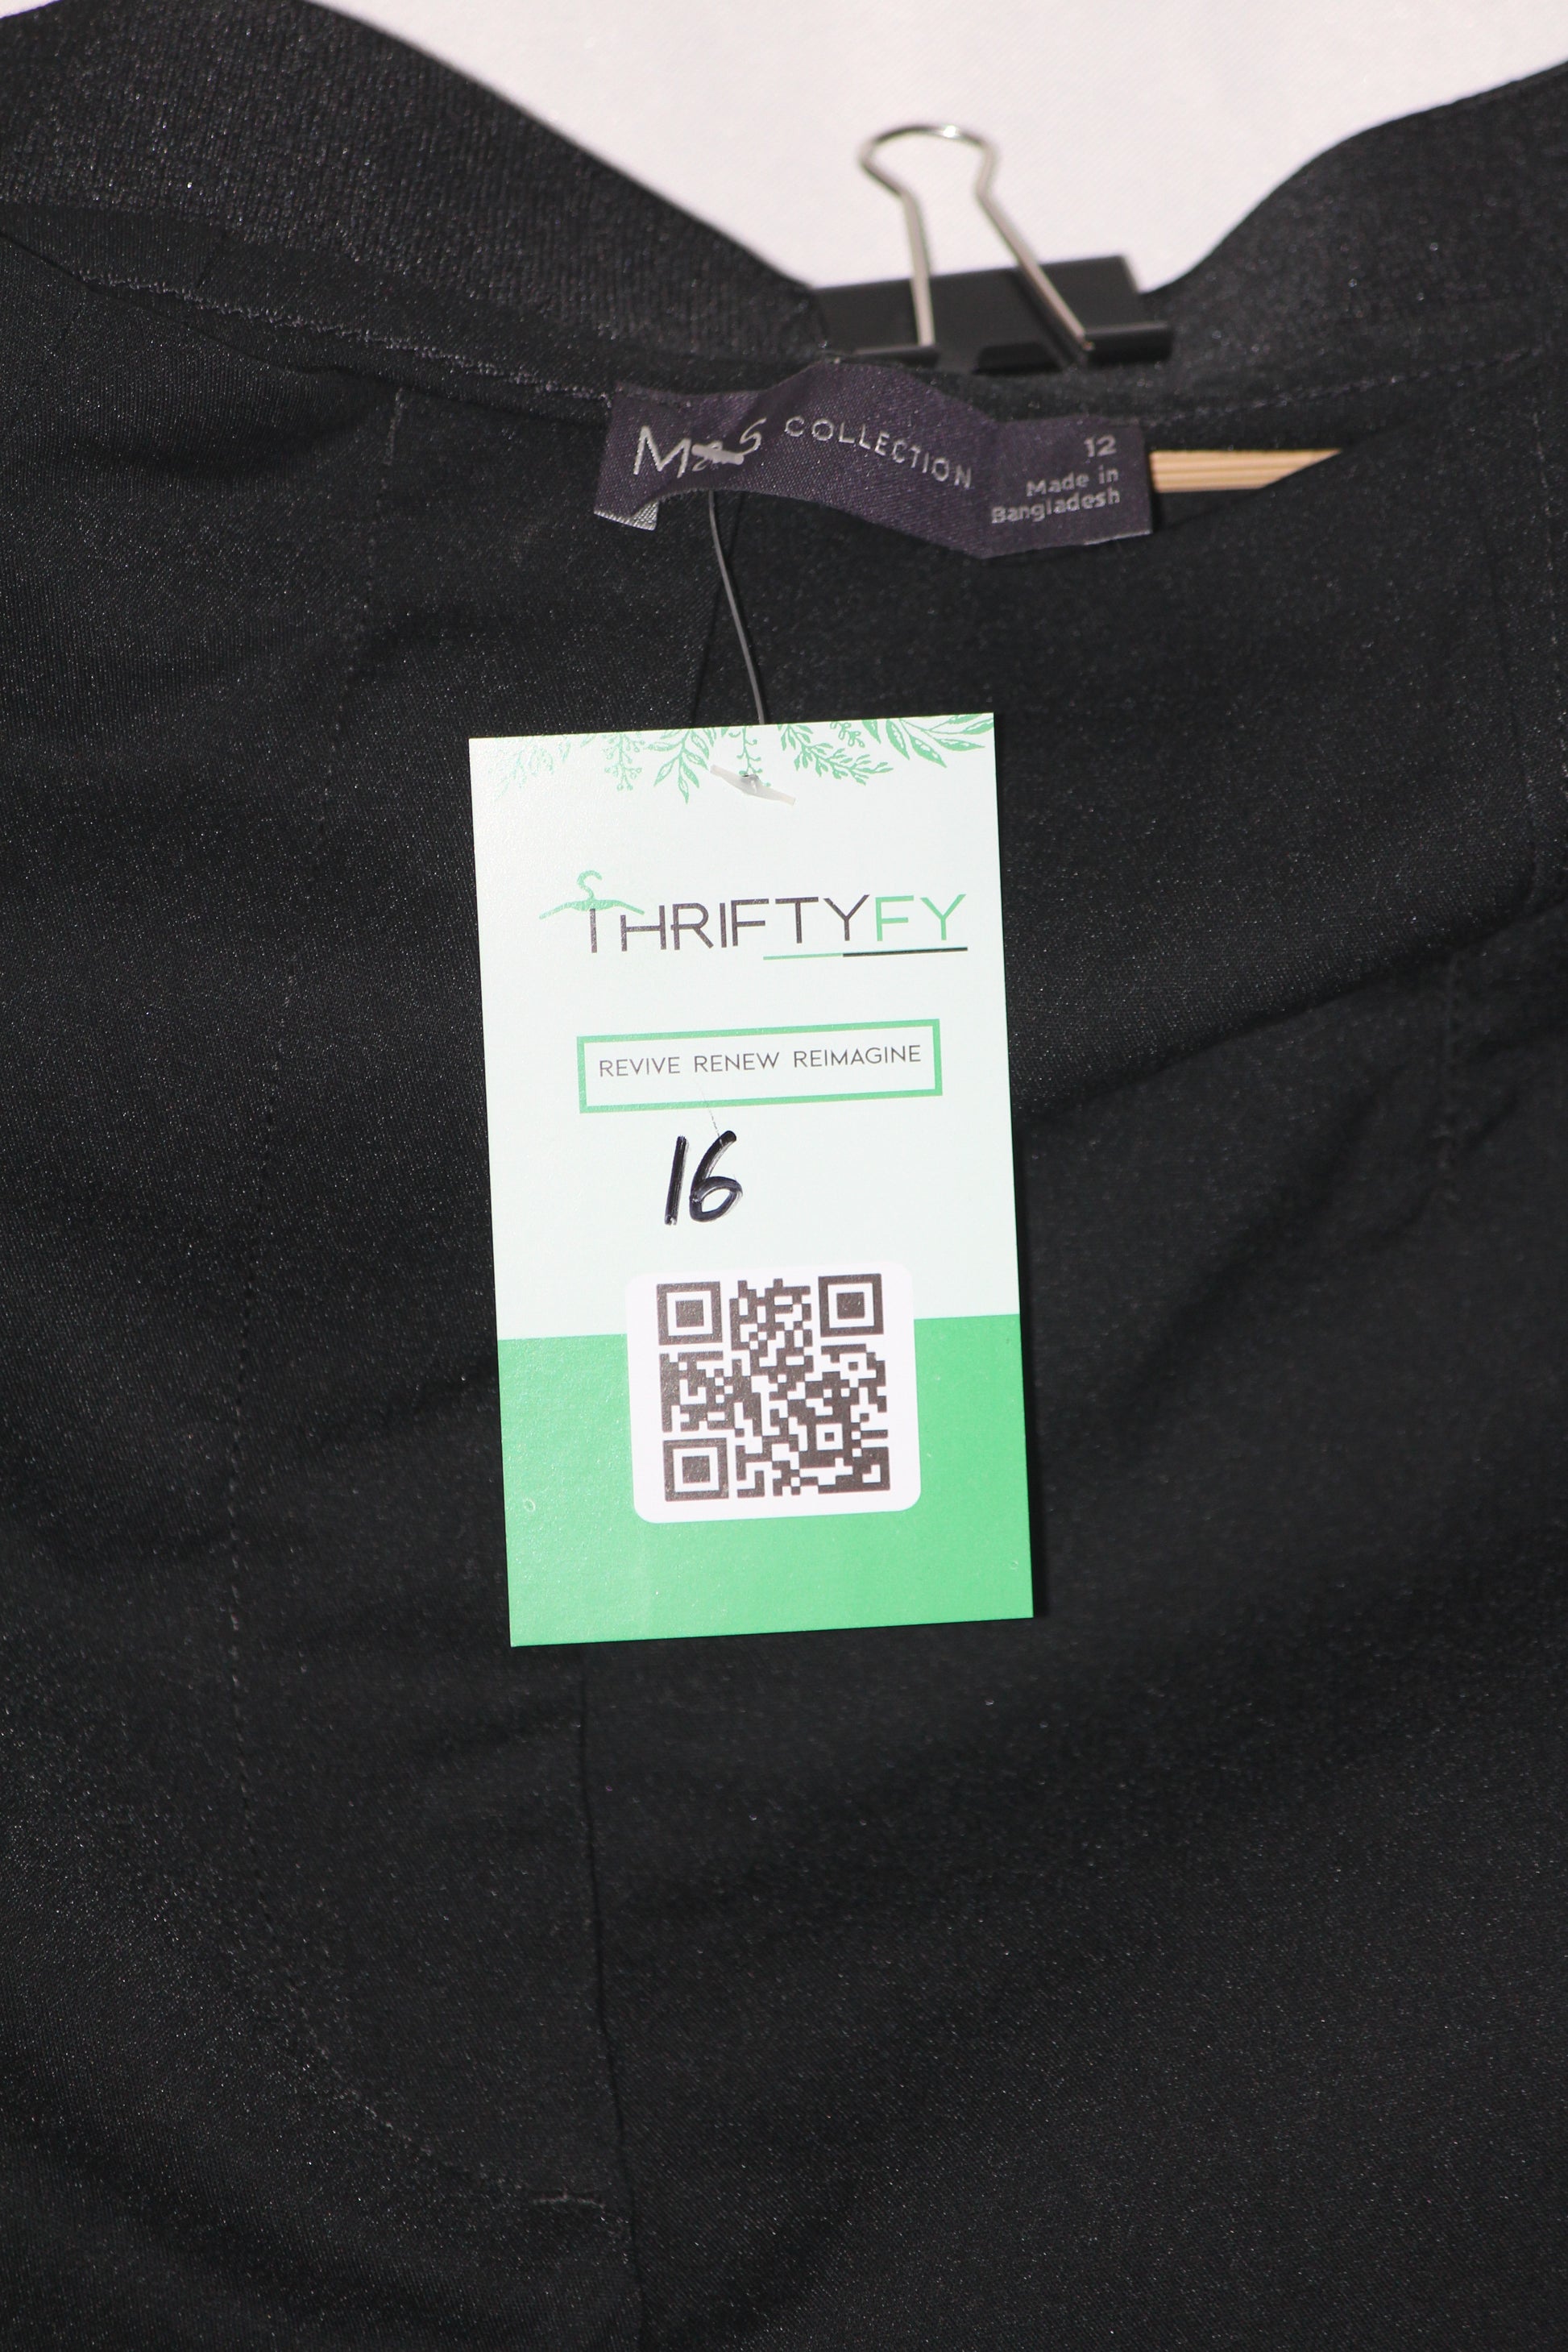 M&S COLLECTION
12
Made in
Bangladesh
THRIFTYFY
REVIVE RENEW REIMAGINE
16